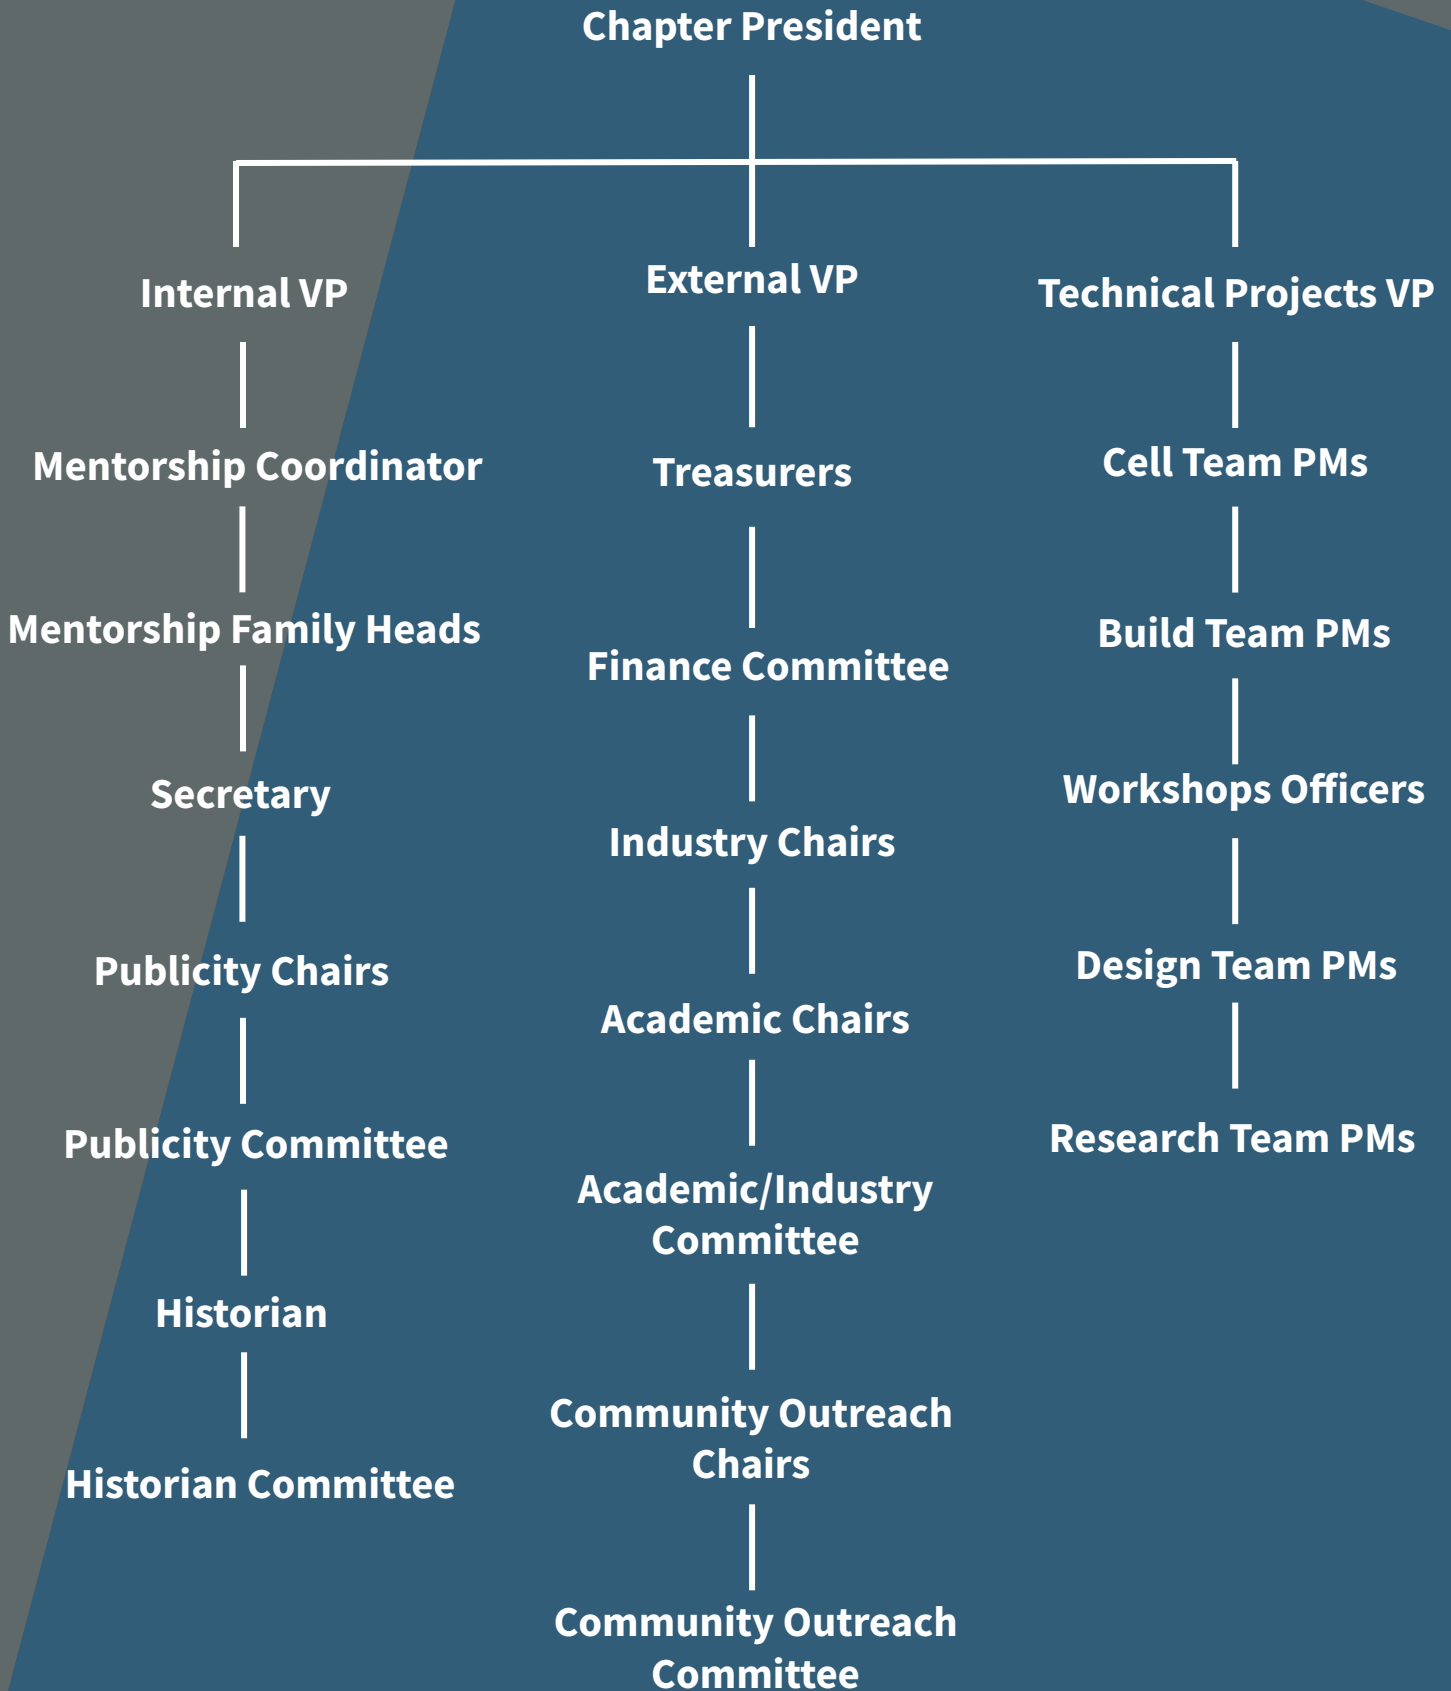 Chapter President
Internal VP
Mentorship Coordinator
Mentorship Family Heads
Secretary
Publicity Chairs
Publicity Committee
Historian
Historian Committee
External VP
Treasurers
Finance Committee
Industry Chairs
Academic Chairs
Academic/Industry
Committee
Community Outreach
Chairs
Community Outreach
Committee
Technical Projects VP
Cell Team PMs
Build Team PMs
Workshops Officers
Design Team PMs
Research Team PMs